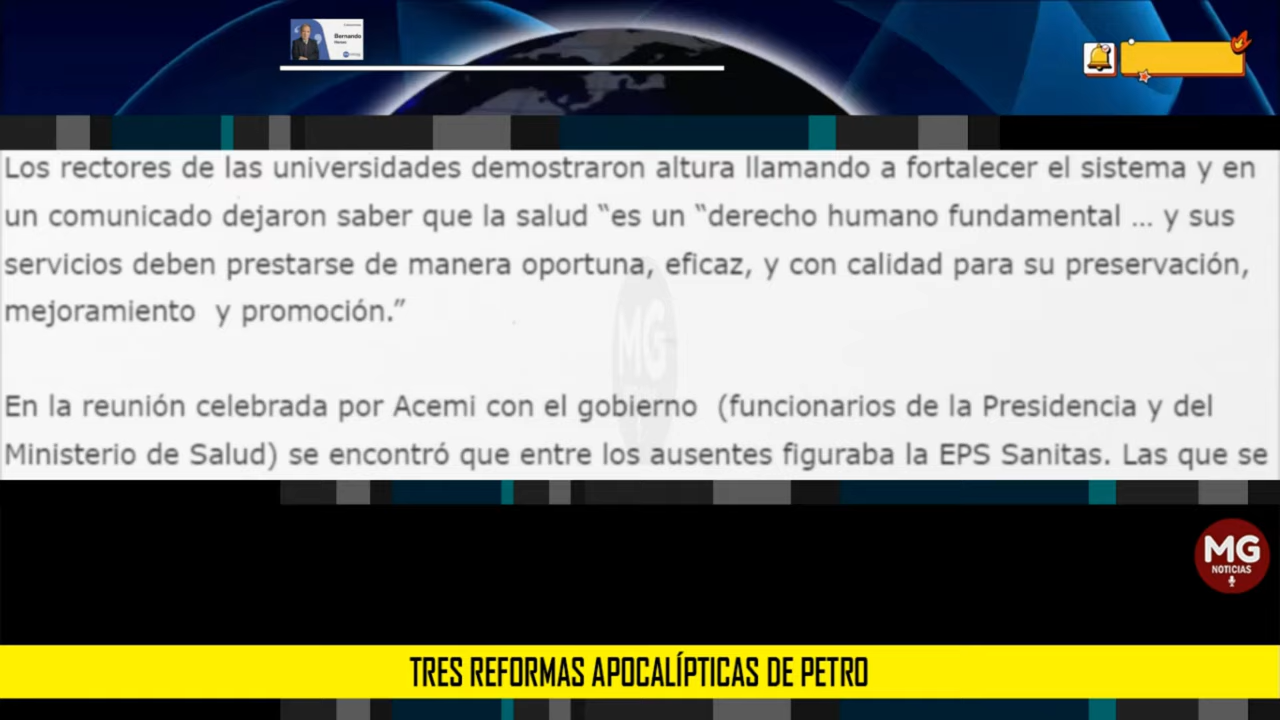 Bernando
Los rectores de las universidades demostraron altura llamando a fortalecer el sistema y en
un comunicado dejaron saber que la salud “es un “derecho humano fundamental ... y sus
servicios deben prestarse de manera oportuna, eficaz, y con calidad para su preservación,
mejoramiento y promoción.”
En la reunión celebrada por Acemi con el gobierno (funcionarios de la Presidencia y del
Ministerio de Salud) se encontró que entre los ausentes figuraba la EPS Sanitas. Las que se
MG
MG
NOTICIAS
TRES REFORMAS APOCALÍPTICAS DE PETRO